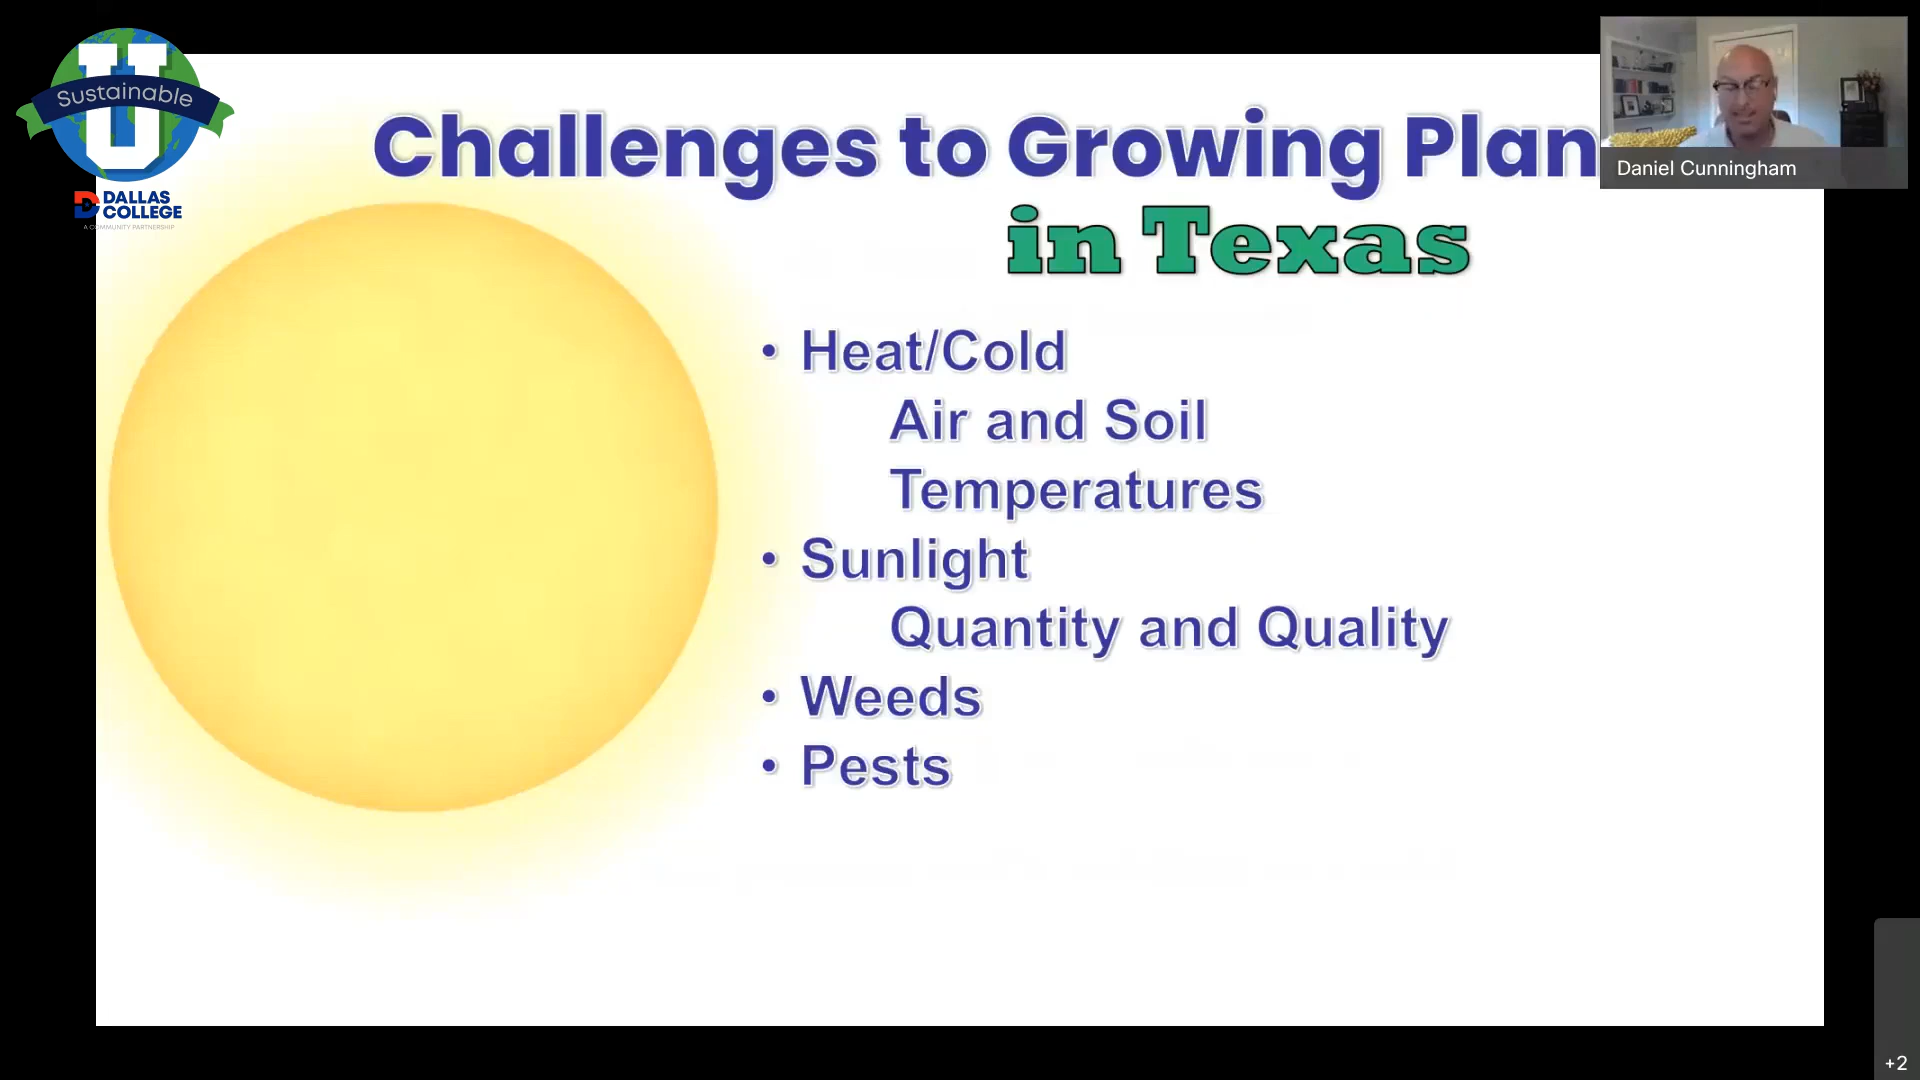 Sustainable
U
DALLAS
COLLEGE
A COMMUNITY PARTNERSHIP
Challenges to Growing Plan
in Texas
Daniel Cunningham
• Heat/Cold
Air and Soil
Temperatures
• Sunlight
Quantity and Quality
• Weeds
• Pests
+2